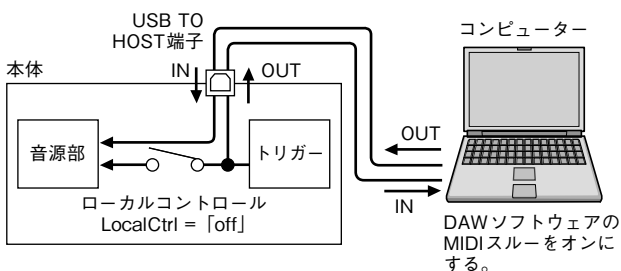 USB TO
HOST端子
コンピューター
本体
IN
OUT
音源部
トリガー
OUT
IN
ローカルコントロール
LocalCtrl =「off」
DAWソフトウェアの
MIDIスルーをオンに
する。